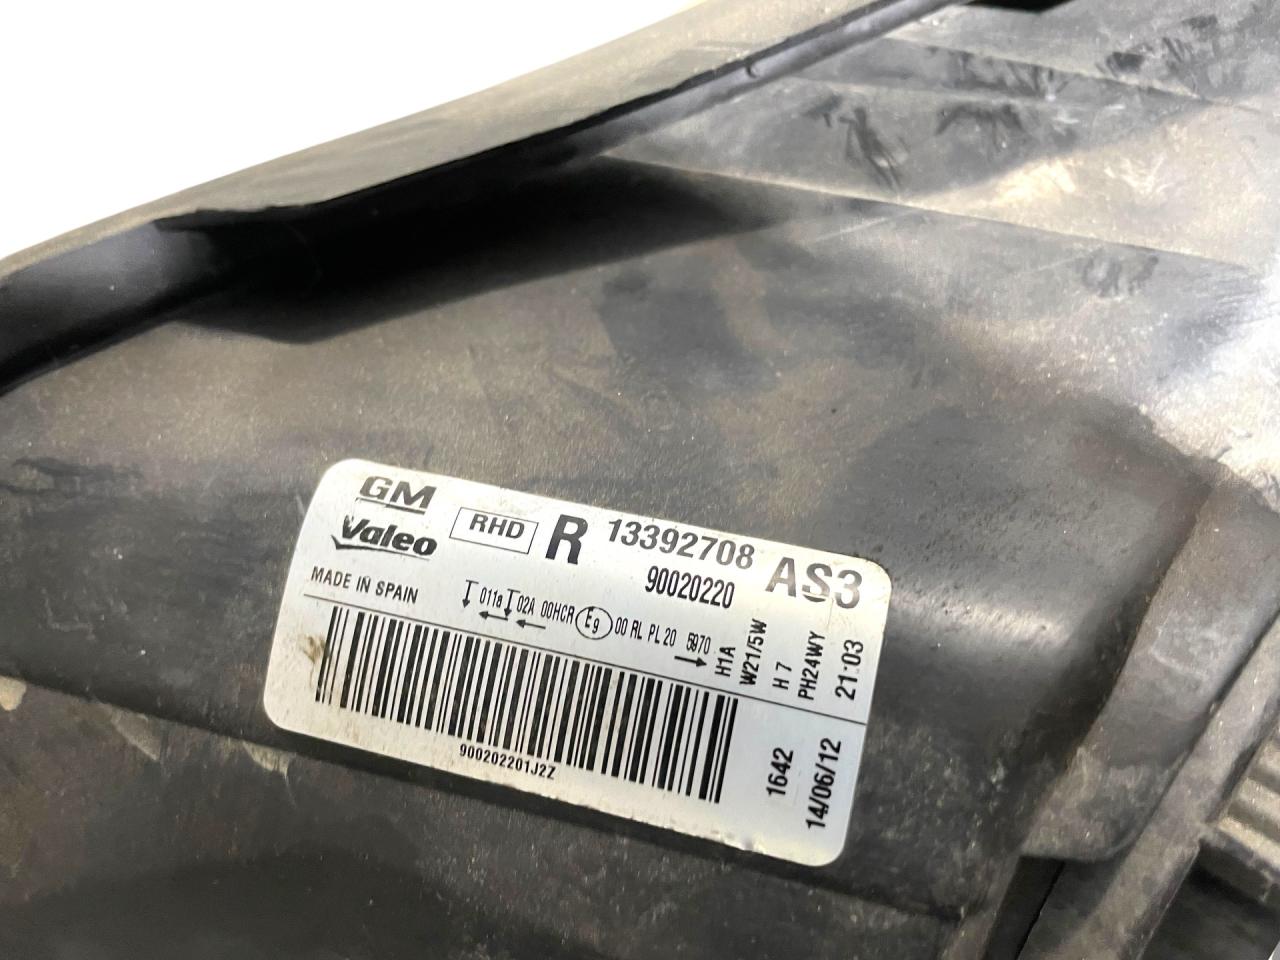 GM
Valeo
RHD R 13392708 AS3
90020220
MADE IN SPAIN
011a 02A 00HCR E9 00 RL PL 20 5970
H1A
W21/5W
H7
PH24WY
21:03
900202201J2Z
1642
14/06/12